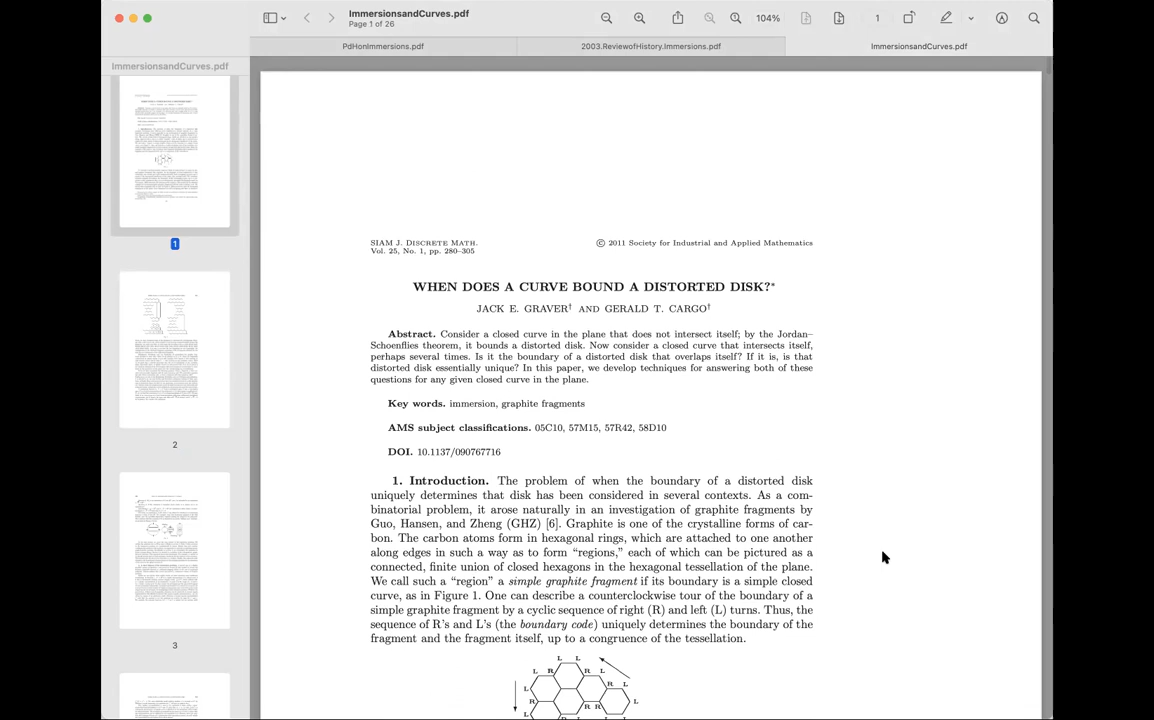 ImmersionsandCurves.pdf
Page 1 of 26
104%
1
PdHonImmersions.pdf
2003.ReviewofHistory.Immersions.pdf
ImmersionsandCurves.pdf
ImmersionsandCurves.pdf
1
2
3
SIAM J. DISCRETE MATH.
Vol. 25, No. 1, pp. 280–305
© 2011 Society for Industrial and Applied Mathematics
WHEN DOES A CURVE BOUND A DISTORTED DISK?*
JACK E. GRAVER† AND GERALD T. CARGO†
Abstract. Consider a closed curve in the plane that does not intersect itself; by the Jordan–
Schoenflies theorem, it bounds a distorted disk. Now consider a closed curve that intersects itself,
perhaps several times. Is it the boundary of a distorted disk that overlaps itself? If it is, is that
distorted disk essentially unique? In this paper, we develop techniques for answering both of these
questions for any given closed curve in the plane.
Key words. immersion, graphite fragments
AMS subject classifications. 05C10, 57M15, 57R42, 58D10
DOI. 10.1137/090767716
1. Introduction. The problem of when the boundary of a distorted disk
uniquely determines that disk has been considered in several contexts. As a com-
binatorial problem, it arose naturally in an investigation of graphite fragments by
Guo, Hansen, and Zheng (GHZ) [6]. Graphite is one of the crystalline forms of car-
bon. The carbon atoms form in hexagonal rings, which are attached to one another
along edges in such a way as to form “regions,” each of which can be pictured as a
connected, finite union of closed hexagons in the hexagonal tessellation of the plane.
We call such a “region” a simple graphite fragment if its boundary is a simple closed
curve, as in Figure 1. One can describe a counterclockwise tour of the boundary of a
simple graphite fragment by a cyclic sequence of right (R) and left (L) turns. Thus, the
sequence of R's and L's (the boundary code) uniquely determines the boundary of the
fragment and the fragment itself, up to a congruence of the tessellation.
L L
L R R L
L R L
R R R L